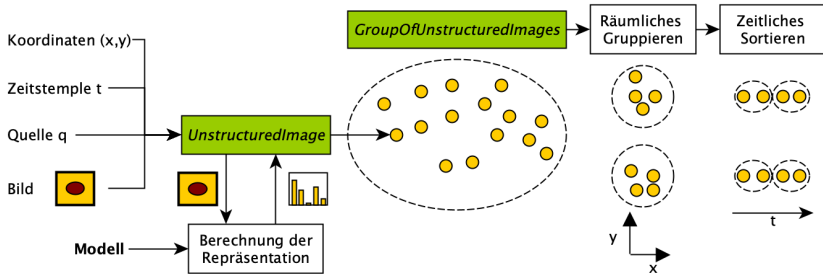 GroupOfUnstructuredImages
Räumliches
Gruppieren
Zeitliches
Sortieren
Koordinaten (x,y)
Zeitstemple t
Quelle q
Bild
UnstructuredImage
Modell
Berechnung der
Repräsentation
y
x
t